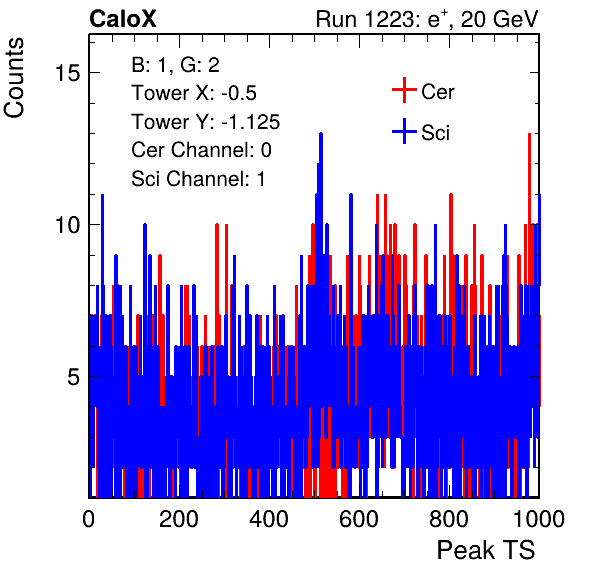 CaloX Run 1223: e⁺, 20 GeV
Counts
15
10
5
B: 1, G: 2
Tower X: -0.5
Tower Y: -1.125
Cer Channel: 0
Sci Channel: 1
Cer
Sci
0 200 400 600 800 1000
Peak TS